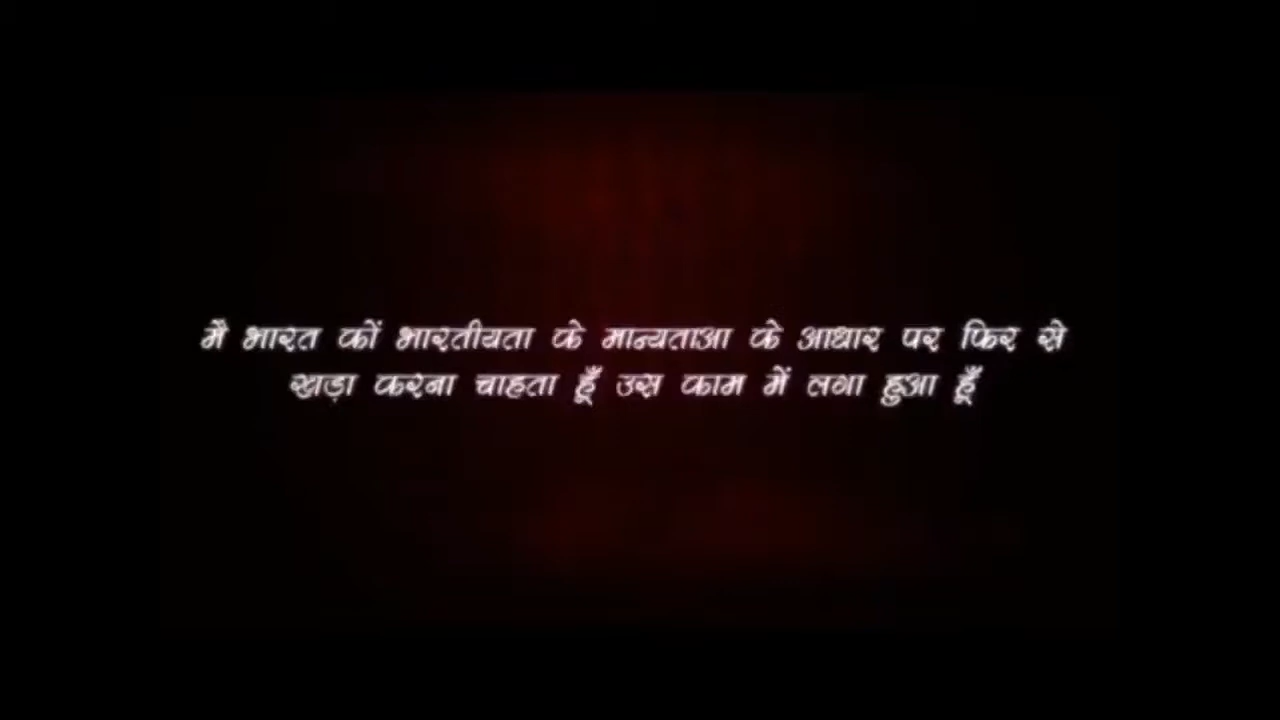 मै भारत कों भारतीयता के मान्यताआ के आधार पर फिर से
खड़ा करना चाहता हूँ उस काम में लगा हुआ हूँ